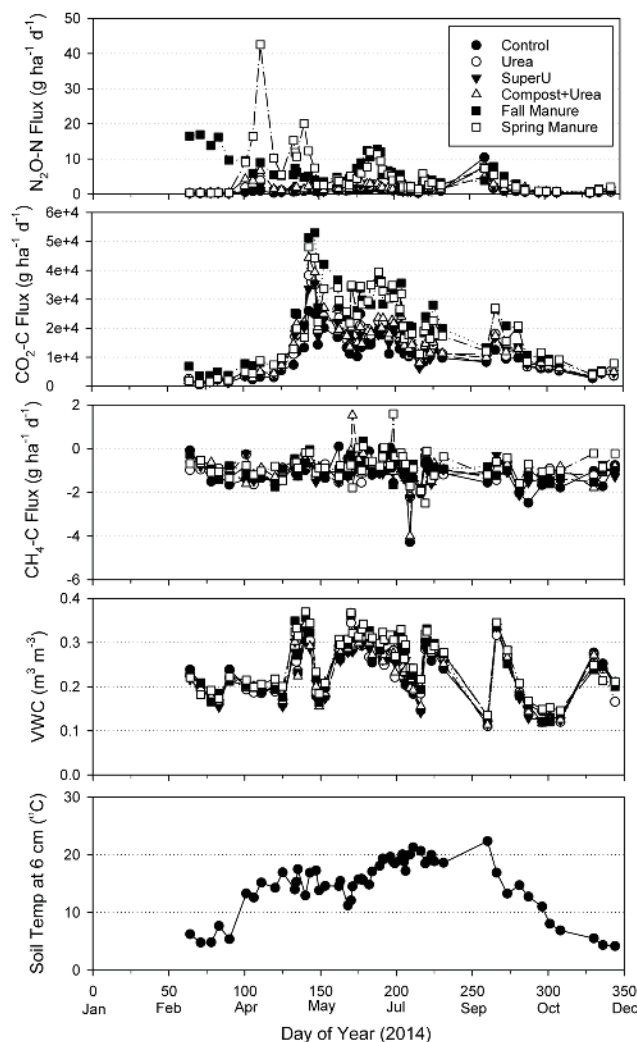 N₂O-N Flux (g ha⁻¹ d⁻¹)
50
40
30
20
10
0
Control
Urea
SuperU
Compost+Urea
Fall Manure
Spring Manure
CO₂-C Flux (g ha⁻¹ d⁻¹)
6e+4
5e+4
4e+4
3e+4
2e+4
1e+4
0
CH₄-C Flux (g ha⁻¹ d⁻¹)
2
0
-2
-4
-6
VWC (m³ m⁻³)
0.4
0.3
0.2
0.1
0.0
Soil Temp at 6 cm (°C)
30
20
10
0
0 50 100 150 200 250 300 350
Jan Feb Apr May Jul Sep Oct Dec
Day of Year (2014)